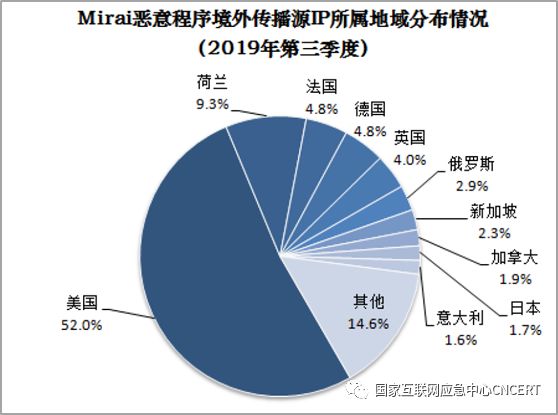 Mirai恶意程序境外传播源IP所属地域分布情况
（2019年第三季度）
荷兰
9.3%
法国
4.8%
德国
4.8%
英国
4.0%
俄罗斯
2.9%
新加坡
2.3%
加拿大
1.9%
日本
1.7%
意大利
1.6%
其他
14.6%
美国
52.0%
国家互联网应急中心CNCERT